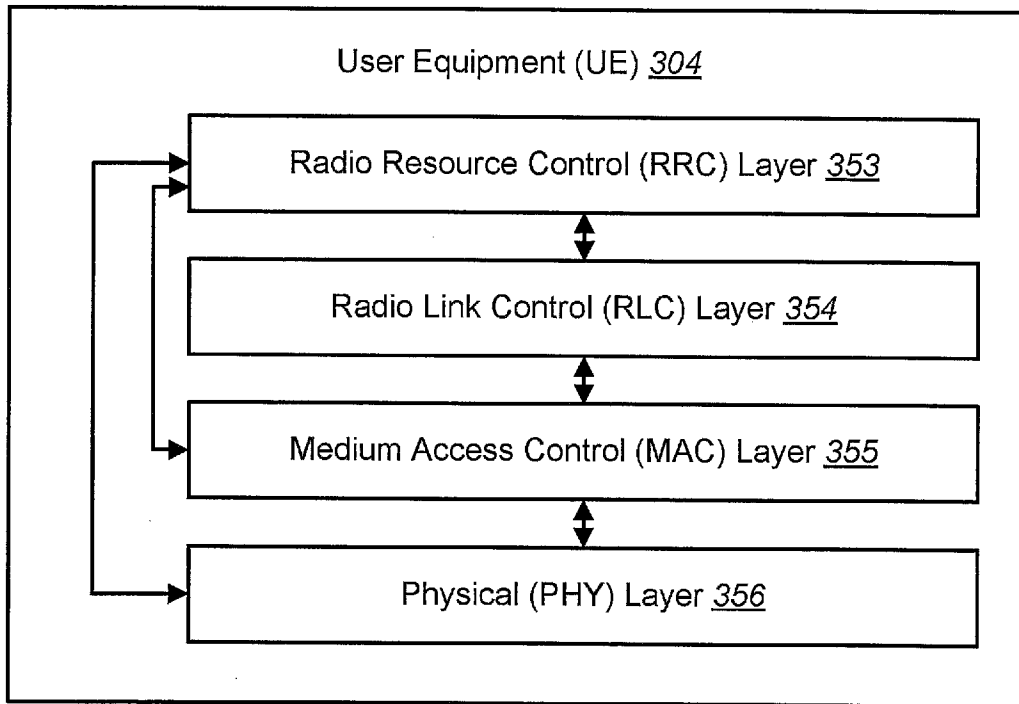 User Equipment (UE) 304
Radio Resource Control (RRC) Layer 353
Radio Link Control (RLC) Layer 354
Medium Access Control (MAC) Layer 355
Physical (PHY) Layer 356